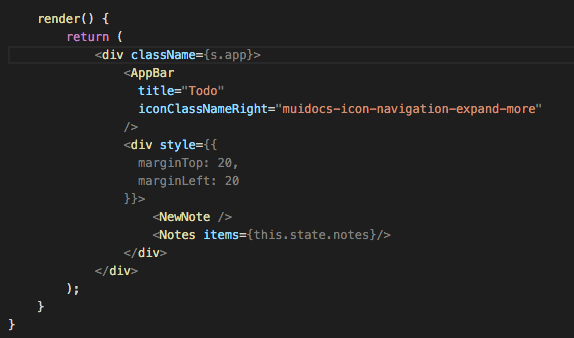 render() {
return (
<div className={s.app}>
<AppBar
title="Todo"
iconClassNameRight="muidocs-icon-navigation-expand-more"
/>
<div style={{
marginTop: 20,
marginLeft: 20
}}>
<NewNote />
<Notes items={this.state.notes}/>
</div>
</div>
);
}
}